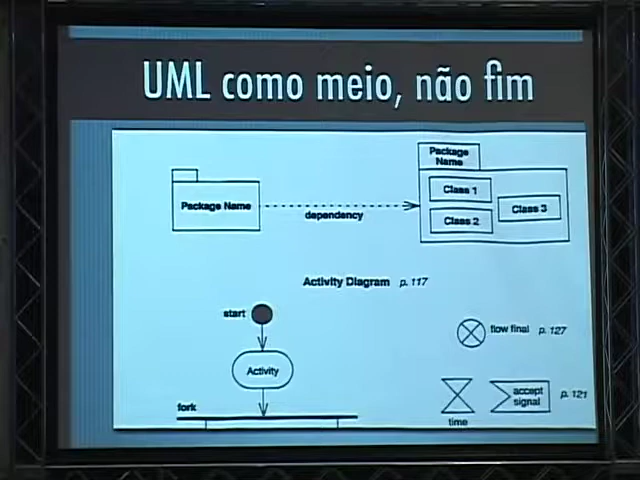 UML como meio, não fim
Package
Name
Package Name
Class 1
Class 2
Class 3
dependency
Activity Diagram p. 117
start
flow final p. 127
Activity
accept
signal
p. 121
fork
time